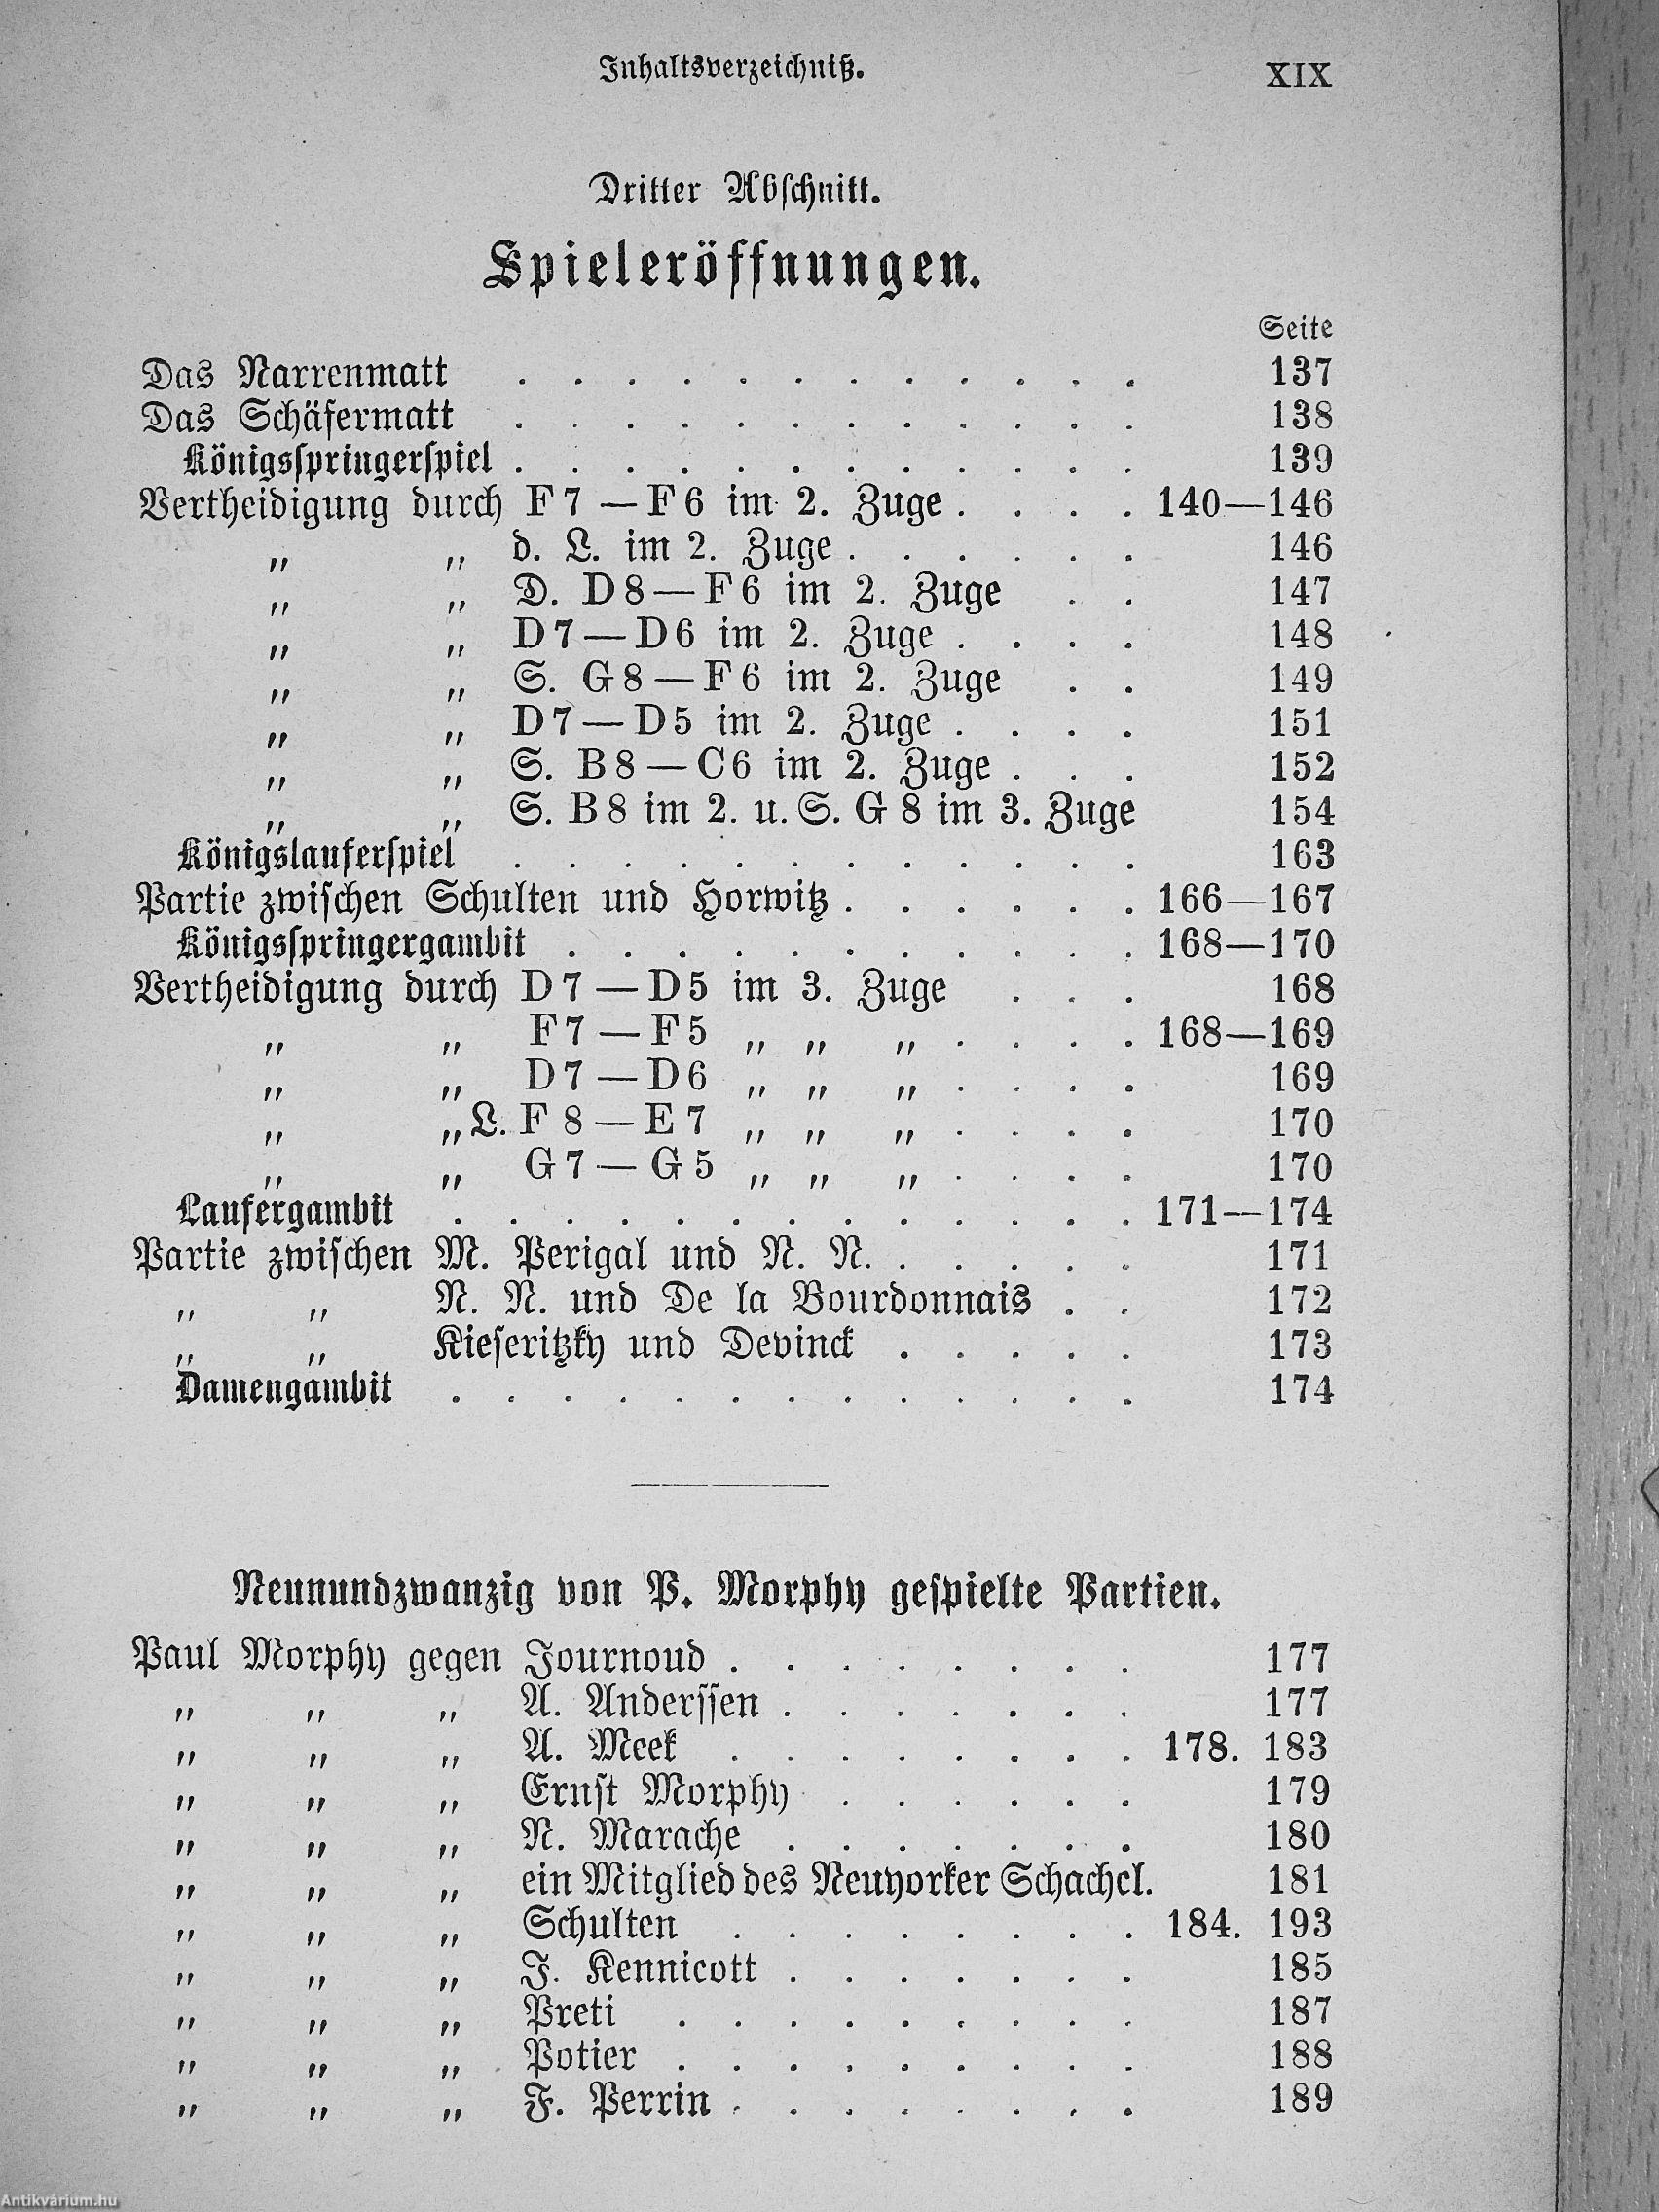 Inhaltsverzeichniß. XIX
Dritter Abschnitt.
Spieleröffnungen.
Seite
Das Narrenmatt . . . . . . . . . . . . 137
Das Schäfermatt . . . . . . . . . . . . 138
Königsspringerspiel . . . . . . . . . . . . 139
Vertheidigung durch F 7 — F 6 im 2. Zuge . . . . 140—146
„ „ d. L. im 2. Zuge . . . . . . 146
„ „ D. D 8 — F 6 im 2. Zuge . . 147
„ „ D 7 — D 6 im 2. Zuge . . . . 148
„ „ S. G 8 — F 6 im 2. Zuge . . 149
„ „ D 7 — D 5 im 2. Zuge . . . . 151
„ „ S. B 8 — C 6 im 2. Zuge . . . 152
„ „ S. B 8 im 2. u. S. G 8 im 3. Zuge 154
Königslauferspiel . . . . . . . . . . . . 163
Partie zwischen Schulten und Horwitz . . . . . . 166—167
Königsspringergambit . . . . . . . . . . . 168—170
Vertheidigung durch D 7 — D 5 im 3. Zuge . . . 168
„ „ F 7 — F 5 „ „ „ . . . . 168—169
„ „ D 7 — D 6 „ „ „ . . . . 169
„ „ L. F 8 — E 7 „ „ „ . . . . 170
„ „ G 7 — G 5 „ „ „ . . . . 170
Laufergambit . . . . . . . . . . . . . 171—174
Partie zwischen M. Perigal und N. N. . . . . . 171
„ „ N. N. und De la Bourdonnais . . 172
„ „ Kieseritzky und Devinck . . . . . 173
Damengambit . . . . . . . . . . . . . 174
Neunundzwanzig von P. Morphy gespielte Partien.
Paul Morphy gegen Journoud . . . . . . . . 177
„ „ „ A. Anderssen . . . . . . . 177
„ „ „ A. Meek . . . . . . . . 178. 183
„ „ „ Ernst Morphy . . . . . . 179
„ „ „ N. Marache . . . . . . . 180
„ „ „ ein Mitglied des Neuyorker Schachcl. 181
„ „ „ Schulten . . . . . . . . 184. 193
„ „ „ J. Kennicott . . . . . . . 185
„ „ „ Preti . . . . . . . . . 187
„ „ „ Potier . . . . . . . . . 188
„ „ „ F. Perrin . . . . . . . . 189
Antikvárium.hu